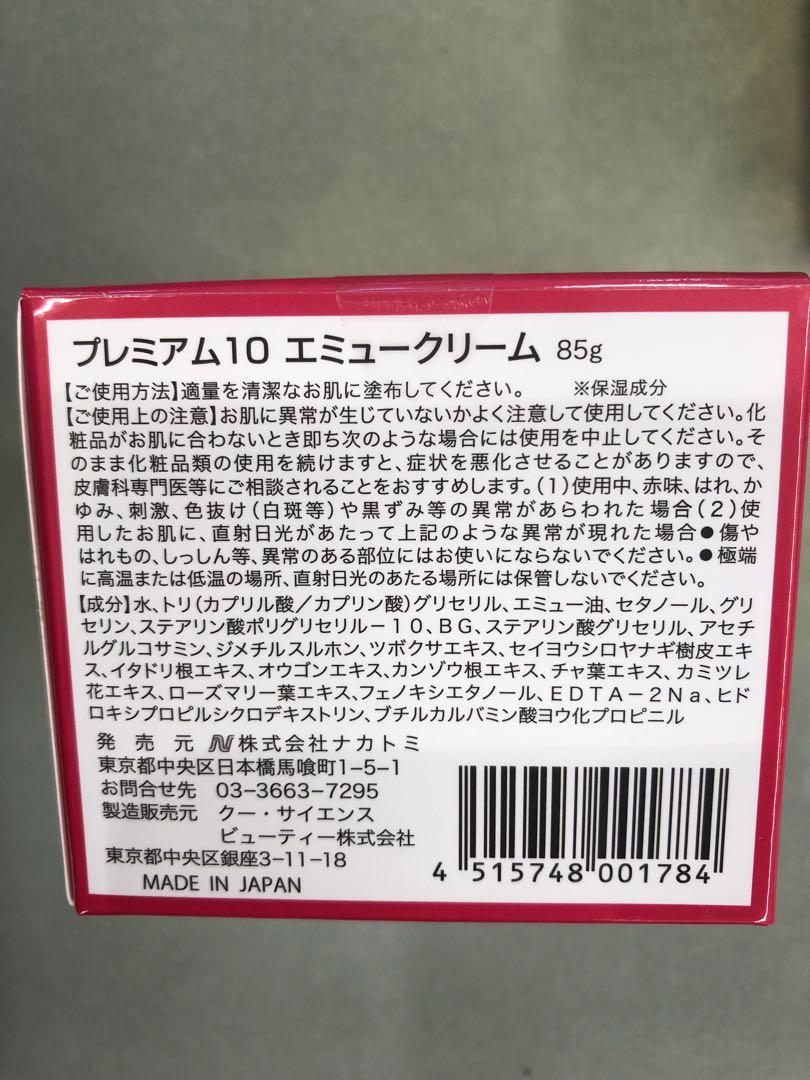 プレミアム10 エミュークリーム 85g
【ご使用方法】適量を清潔なお肌に塗布してください。 ※保湿成分
【ご使用上の注意】お肌に異常が生じていないかよく注意して使用してください。化
粧品がお肌に合わないとき即ち次のような場合には使用を中止してください。そ
のまま化粧品類の使用を続けますと、症状を悪化させることがありますので、
皮膚科専門医等にご相談されることをおすすめします。(1)使用中、赤味、はれ、か
ゆみ、刺激、色抜け(白斑等)や黒ずみ等の異常があらわれた場合(2)使
用したお肌に、直射日光があたって上記のような異常が現れた場合●傷や
はれもの、しっしん等、異常のある部位にはお使いにならないでください。●極端
に高温または低温の場所、直射日光のあたる場所には保管しないでください。
【成分】水、トリ(カプリル酸/カプリン酸)グリセリル、エミュー油、セタノール、グリ
セリン、ステアリン酸ポリグリセリル-10、BG、ステアリン酸グリセリル、アセチ
ルグルコサミン、ジメチルスルホン、ツボクサエキス、セイヨウシロヤナギ樹皮エキ
ス、イタドリ根エキス、オウゴンエキス、カンゾウ根エキス、チャ葉エキス、カミツレ
花エキス、ローズマリー葉エキス、フェノキシエタノール、EDTA-2Na、ヒド
ロキシプロピルシクロデキストリン、ブチルカルバミン酸ヨウ化プロピニル
発売元 N株式会社ナカトミ
東京都中央区日本橋馬喰町1-5-1
お問合せ先 03-3663-7295
製造販売元 クー・サイエンス
ビューティー株式会社
東京都中央区銀座3-11-18
MADE IN JAPAN
4 515748 001784